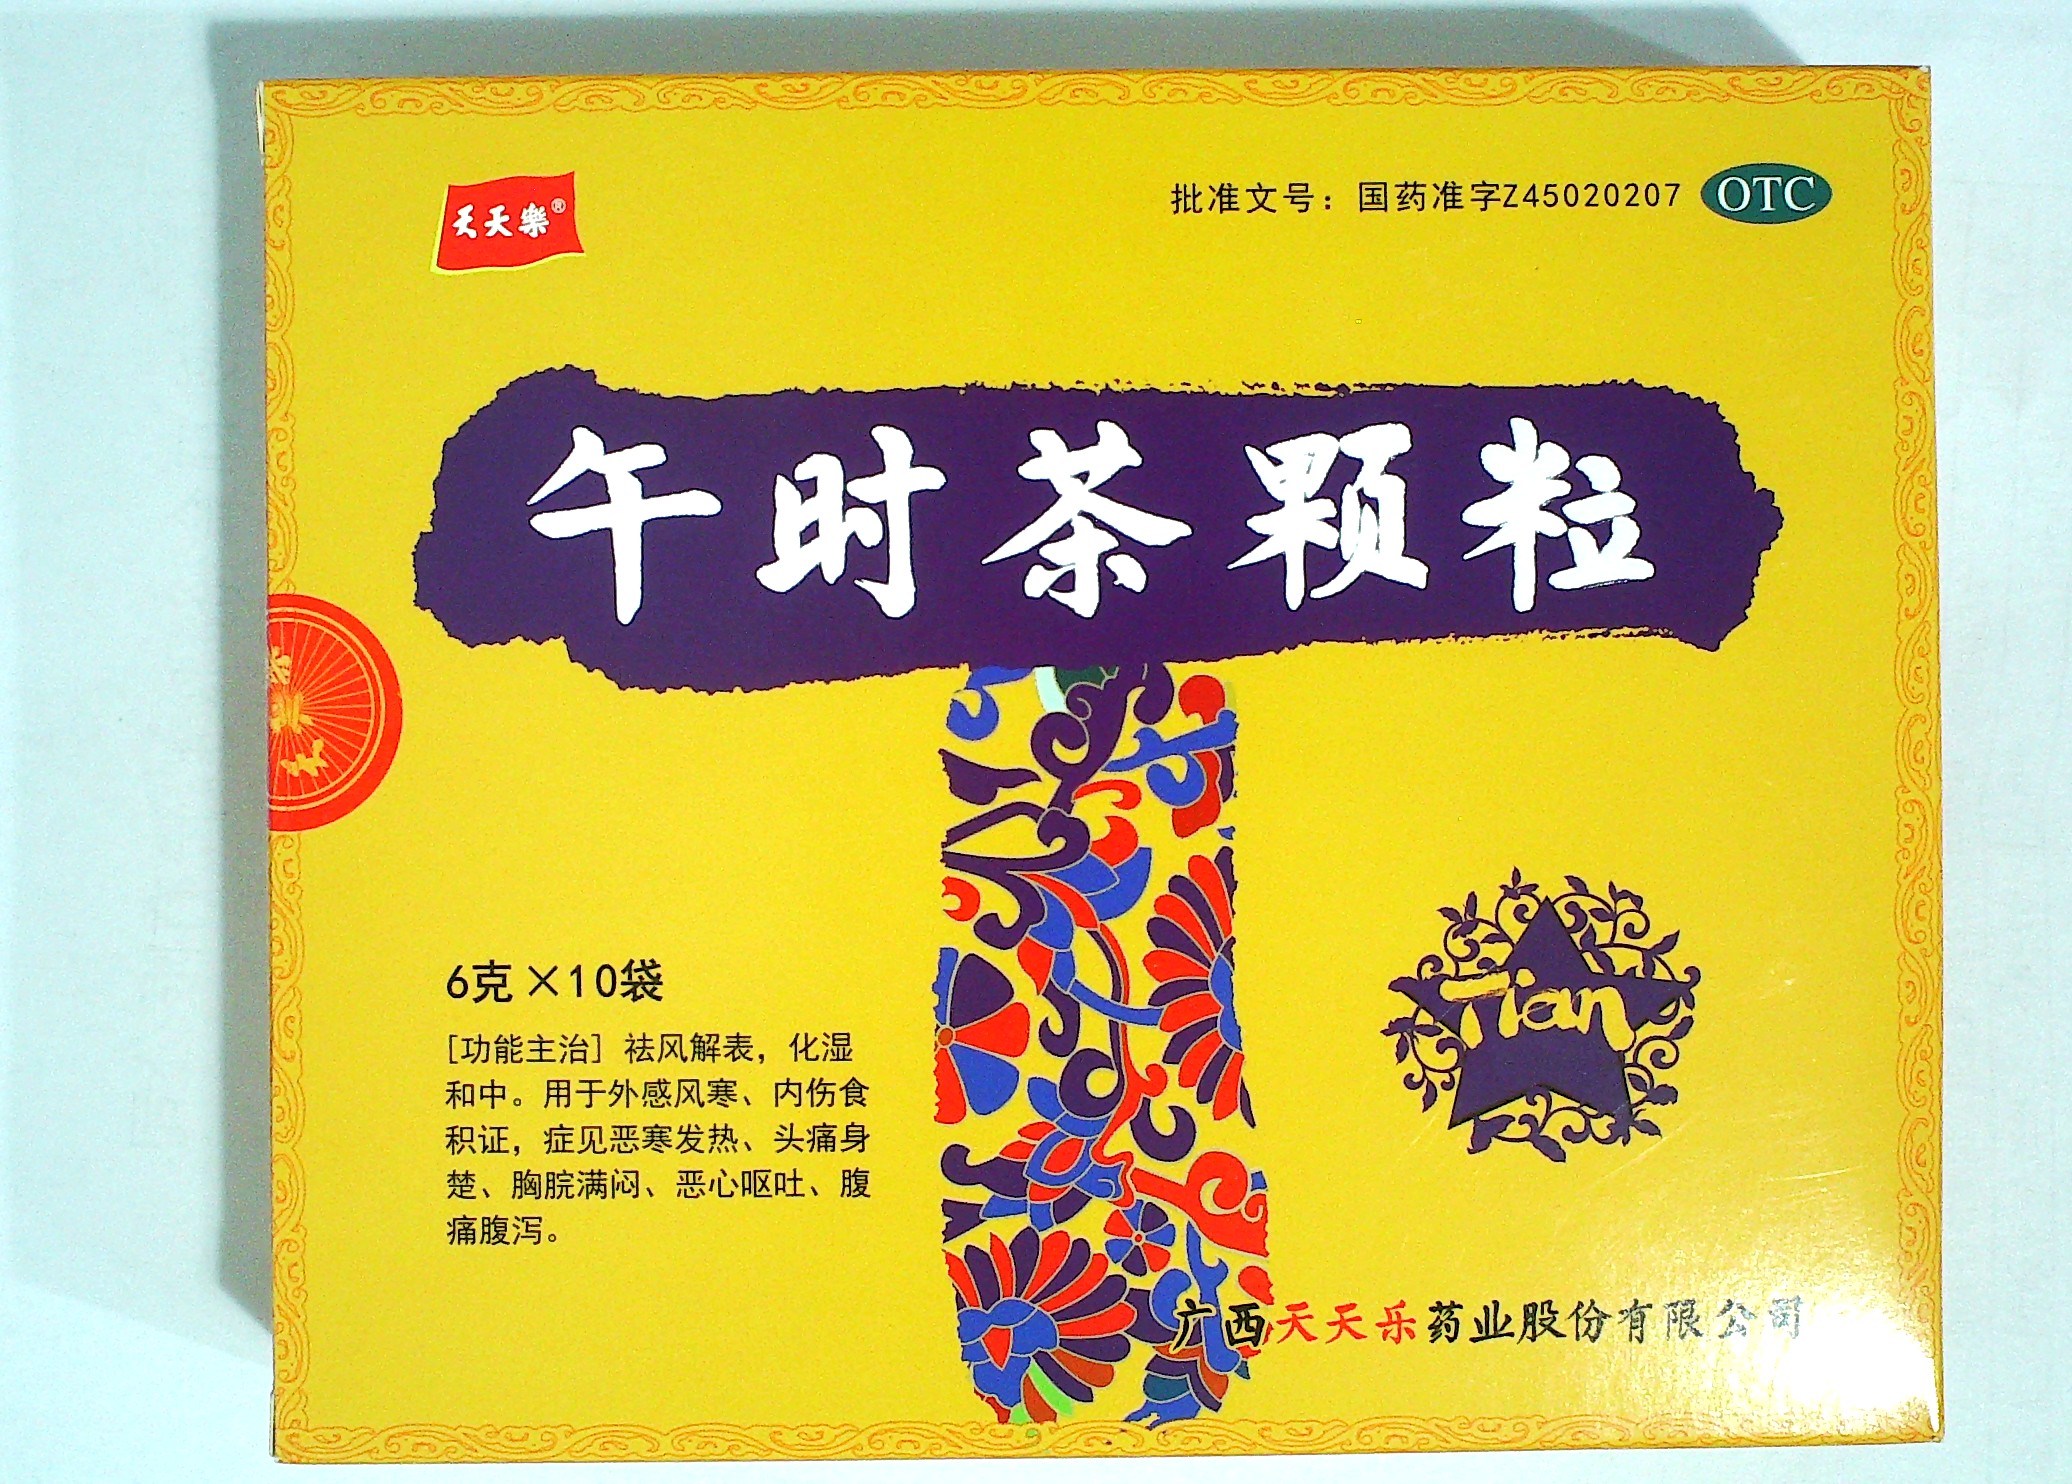 天天樂®
批准文号：国药准字Z45020207 OTC
午时茶颗粒
6克×10袋
[功能主治] 祛风解表，化湿
和中。用于外感风寒、内伤食
积证，症见恶寒发热、头痛身
楚、胸脘满闷、恶心呕吐、腹
痛腹泻。
Tian
广西天天乐药业股份有限公司